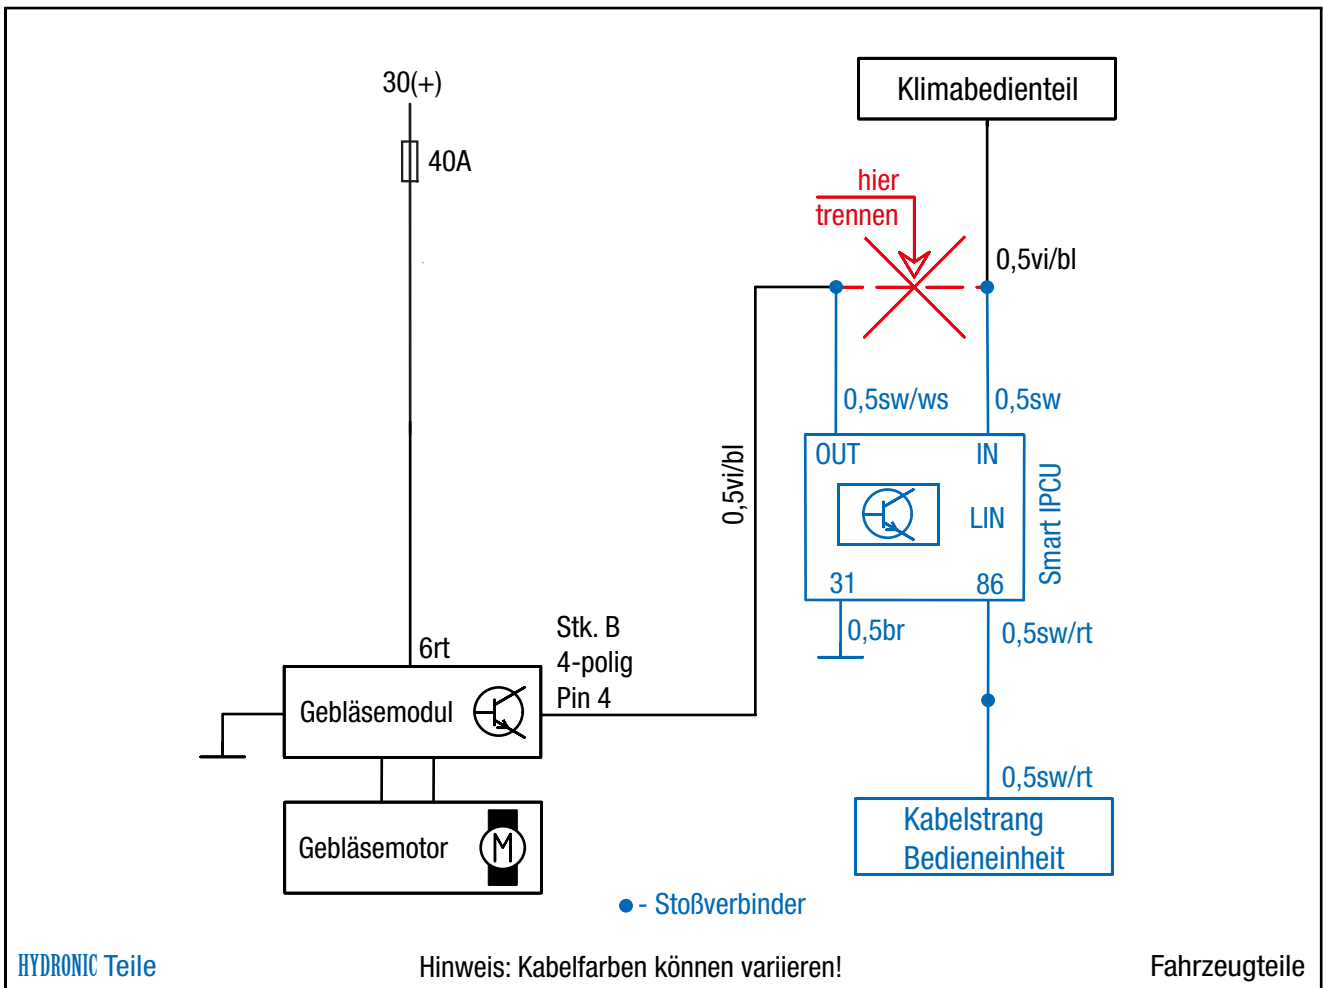 30(+)
40A
Klimabedienteil
hier
trennen
0,5vi/bl
0,5sw/ws
0,5sw
OUT
IN
LIN
31
86
Smart IPCU
0,5vi/bl
0,5br
0,5sw/rt
6rt
Stk. B
4-polig
Pin 4
Gebläsemodul
0,5sw/rt
Gebläsemotor
M
Kabelstrang
Bedieneinheit
- Stoßverbinder
HYDRONIC Teile
Hinweis: Kabelfarben können variieren!
Fahrzeugteile